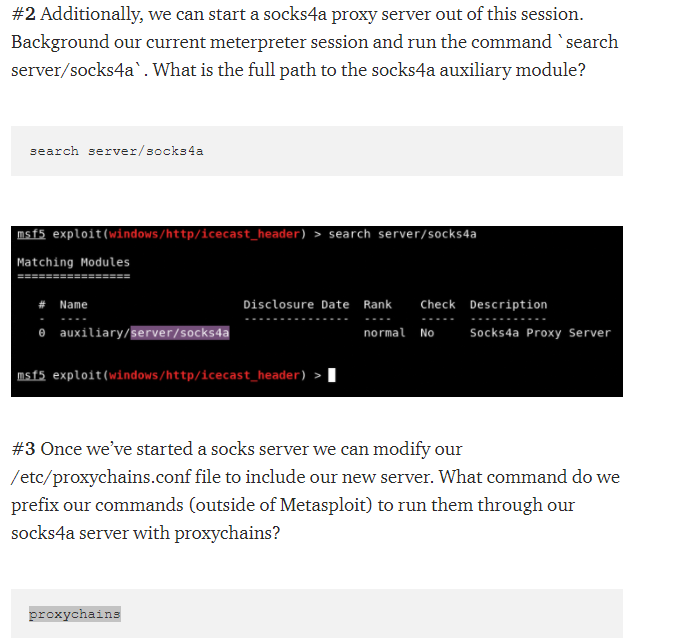 #2 Additionally, we can start a socks4a proxy server out of this session.
Background our current meterpreter session and run the command `search
server/socks4a`. What is the full path to the socks4a auxiliary module?
search server/socks4a
msf5 exploit(windows/http/icecast_header) > search server/socks4a
Matching Modules
================
# Name Disclosure Date Rank Check Description
- ---- --------------- ---- ----- -----------
0 auxiliary/server/socks4a normal No Socks4a Proxy Server
msf5 exploit(windows/http/icecast_header) >
#3 Once we’ve started a socks server we can modify our
/etc/proxychains.conf file to include our new server. What command do we
prefix our commands (outside of Metasploit) to run them through our
socks4a server with proxychains?
proxychains